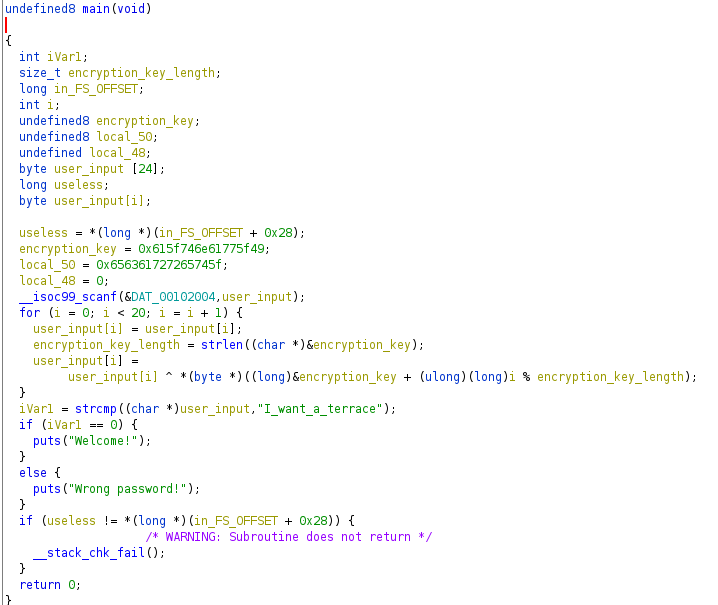 undefined8 main(void)
{
int iVar1;
size_t encryption_key_length;
long in_FS_OFFSET;
int i;
undefined8 encryption_key;
undefined8 local_50;
undefined local_48;
byte user_input [24];
long useless;
byte user_input[i];
useless = *(long *)(in_FS_OFFSET + 0x28);
encryption_key = 0x615f746e61775f49;
local_50 = 0x656361727265745f;
local_48 = 0;
__isoc99_scanf(&DAT_00102004,user_input);
for (i = 0; i < 20; i = i + 1) {
user_input[i] = user_input[i];
encryption_key_length = strlen((char *)&encryption_key);
user_input[i] =
user_input[i] ^ *(byte *)((long)&encryption_key + (ulong)(long)i % encryption_key_length);
}
iVar1 = strcmp((char *)user_input,"I_want_a_terrace");
if (iVar1 == 0) {
puts("Welcome!");
}
else {
puts("Wrong password!");
}
if (useless != *(long *)(in_FS_OFFSET + 0x28)) {
/* WARNING: Subroutine does not return */
__stack_chk_fail();
}
return 0;
}